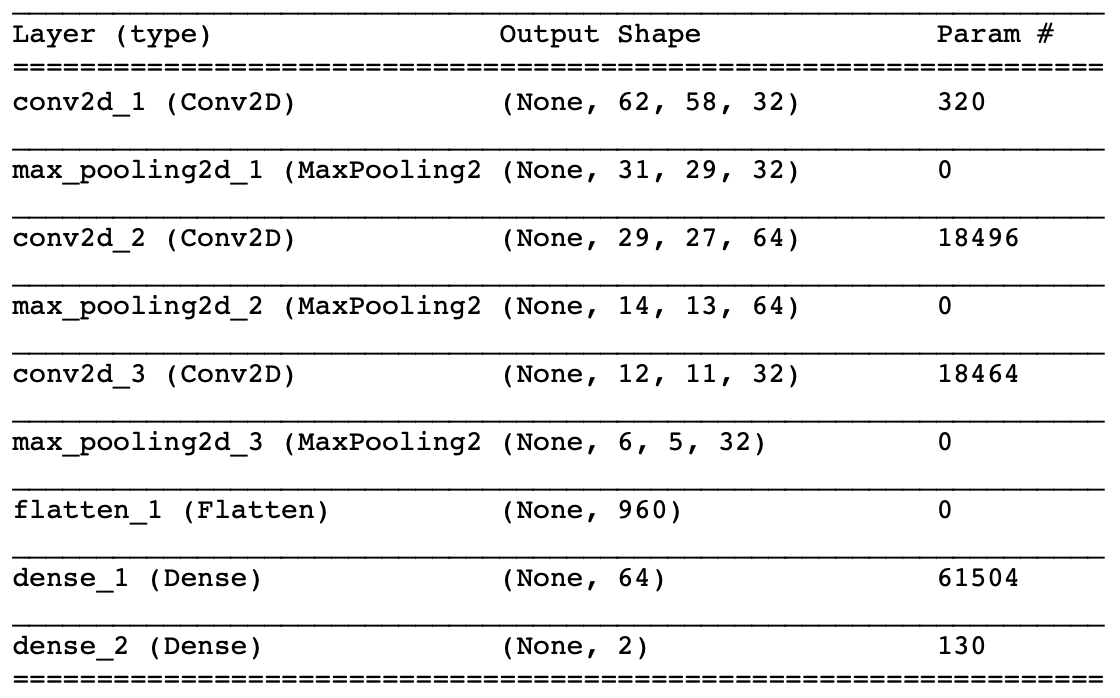 Layer (type) Output Shape Param #
=================================================================
conv2d_1 (Conv2D) (None, 62, 58, 32) 320
max_pooling2d_1 (MaxPooling2 (None, 31, 29, 32) 0
conv2d_2 (Conv2D) (None, 29, 27, 64) 18496
max_pooling2d_2 (MaxPooling2 (None, 14, 13, 64) 0
conv2d_3 (Conv2D) (None, 12, 11, 32) 18464
max_pooling2d_3 (MaxPooling2 (None, 6, 5, 32) 0
flatten_1 (Flatten) (None, 960) 0
dense_1 (Dense) (None, 64) 61504
dense_2 (Dense) (None, 2) 130
=================================================================